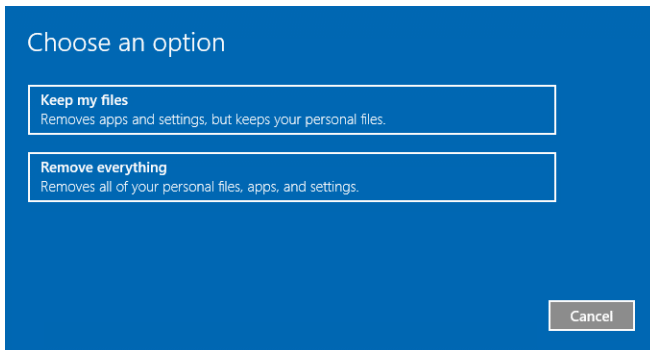 Choose an option
Keep my files
Removes apps and settings, but keeps your personal files.
Remove everything
Removes all of your personal files, apps, and settings.
Cancel